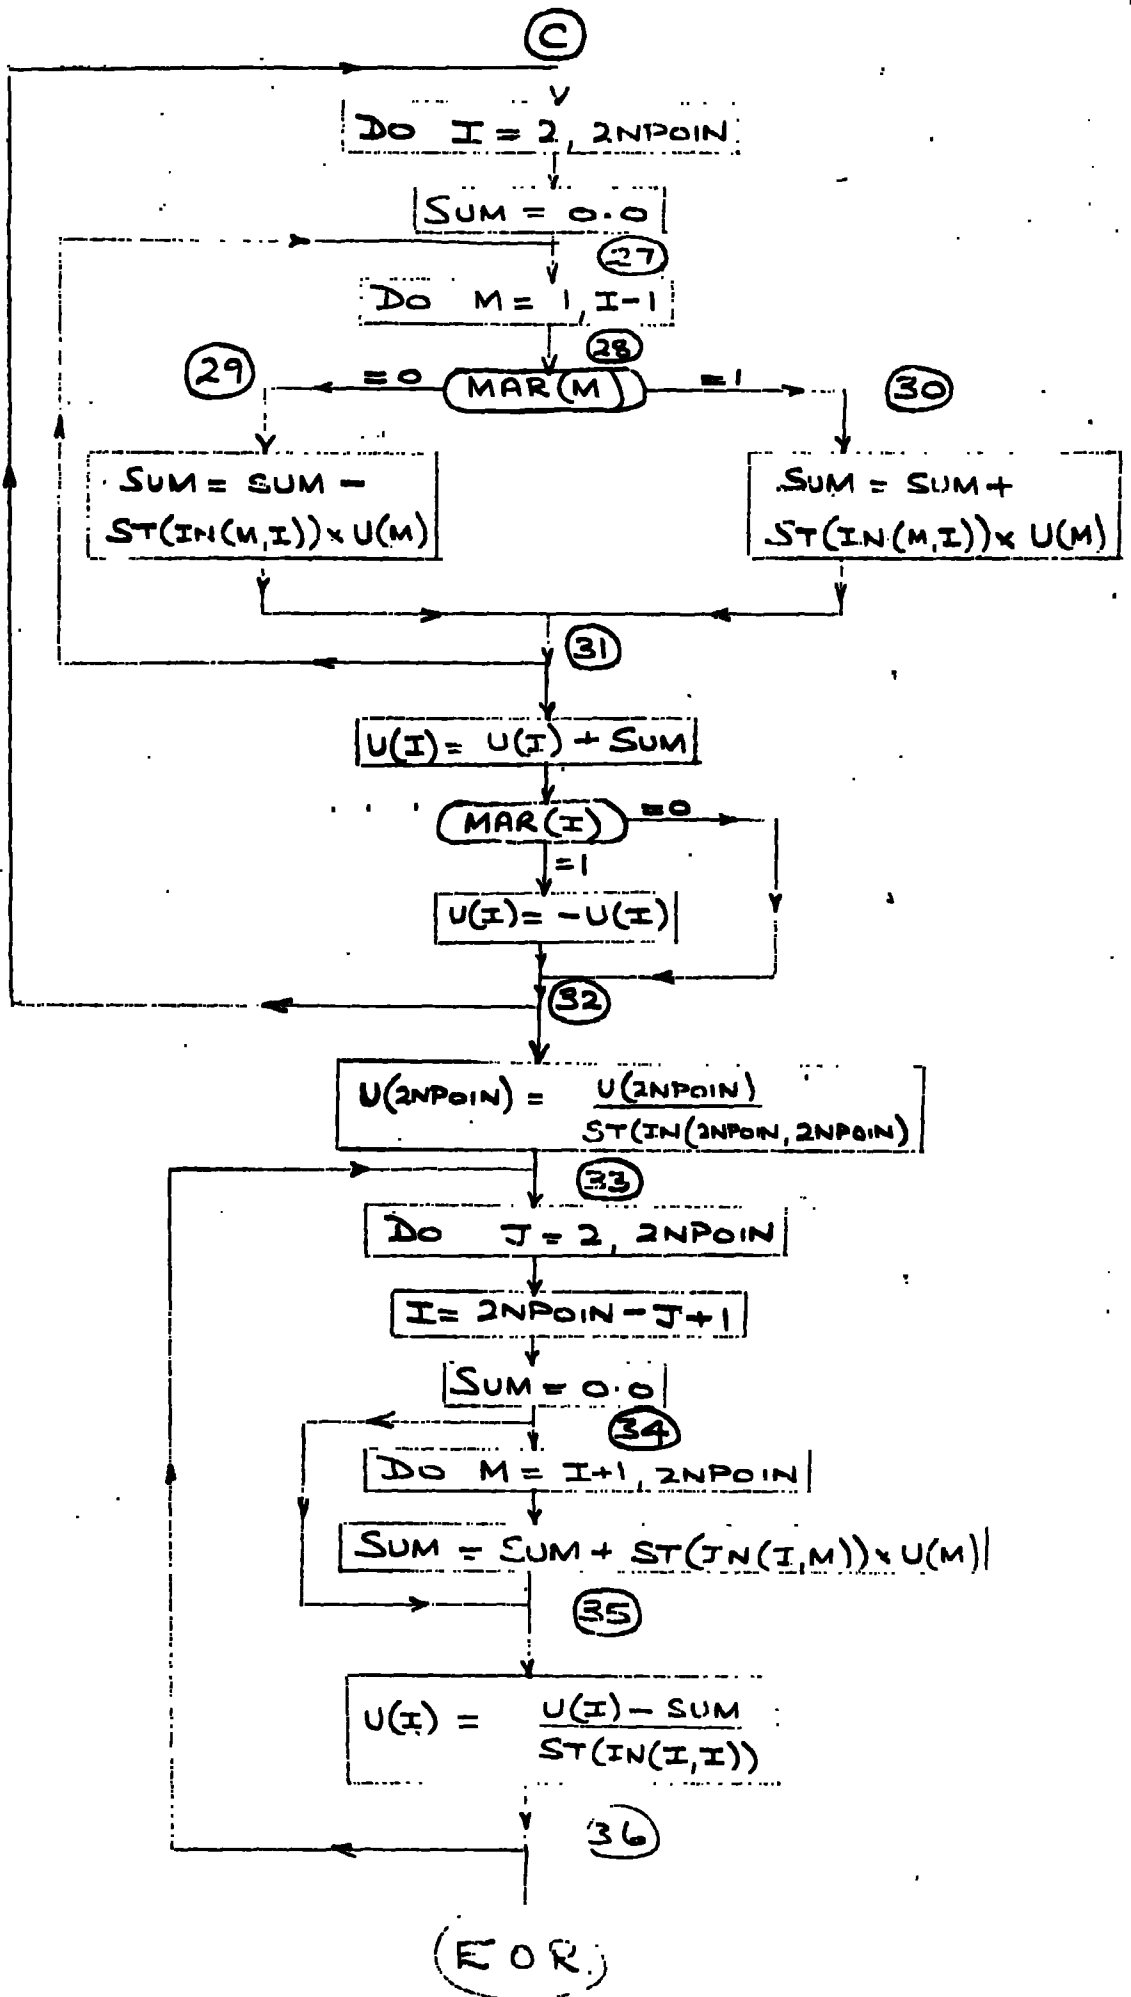 C
DO I = 2, 2NPOIN
SUM = 0.0
27
DO M = 1, I-1
28
29
=0
MAR(M)
=1
30
SUM = SUM -
ST(IN(M,I)) × U(M)
SUM = SUM +
ST(IN(M,I)) × U(M)
31
U(I) = U(I) + SUM
MAR(I)
=0
=1
U(I) = -U(I)
32
U(2NPOIN) = U(2NPOIN)
ST(IN(2NPOIN, 2NPOIN)
33
DO J = 2, 2NPOIN
I = 2NPOIN - J + 1
SUM = 0.0
34
DO M = I+1, 2NPOIN
SUM = SUM + ST(IN(I,M)) × U(M)
35
U(I) = U(I) - SUM
ST(IN(I,I))
36
EOR